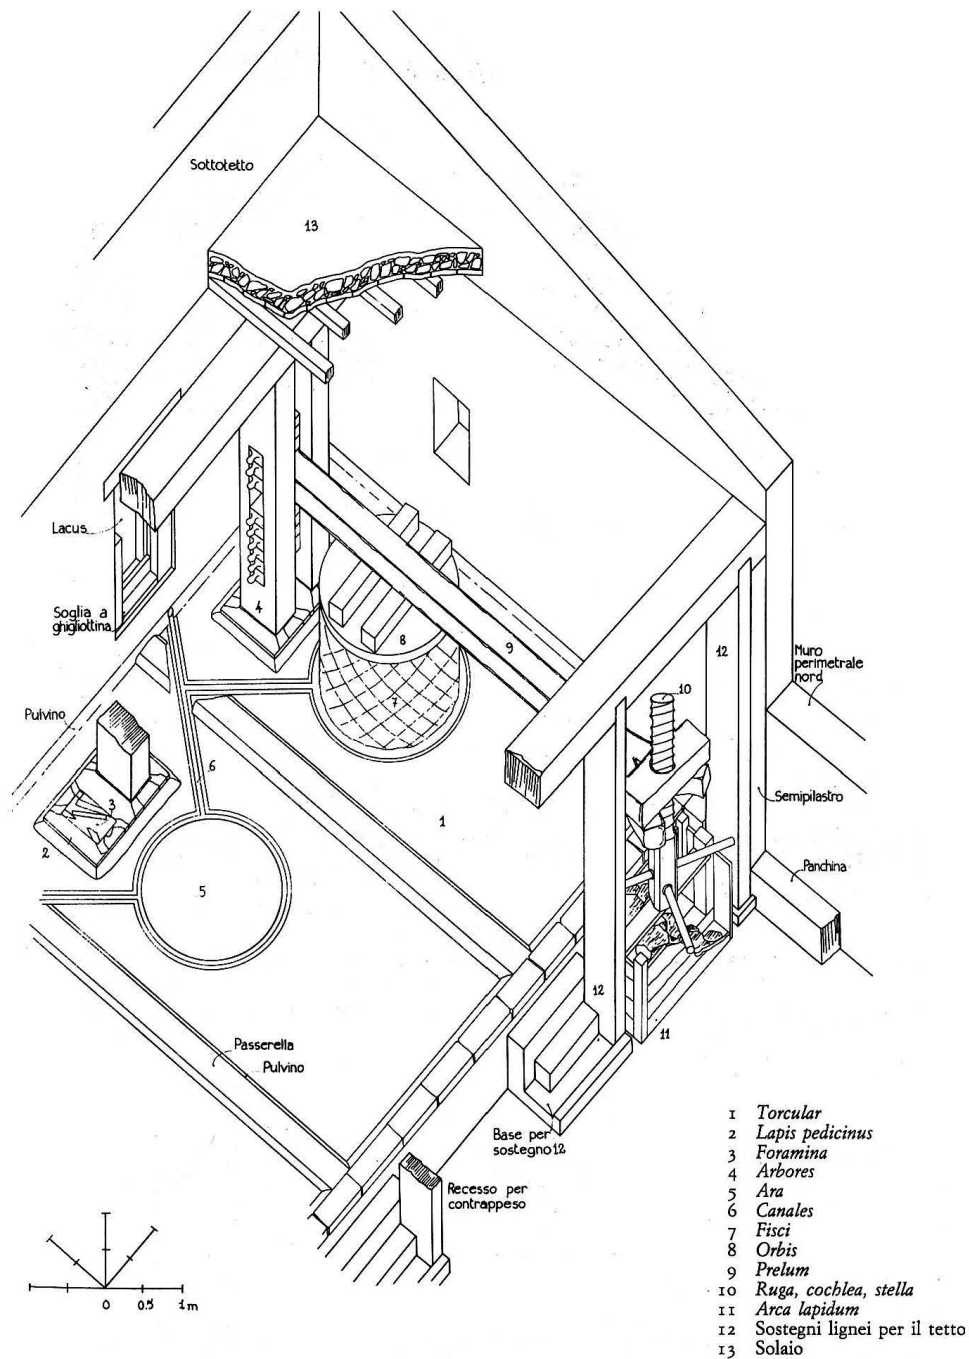 Sottotetto
13
Lacus
Soglia a
ghigliottina
4
8
9
7
12
Muro
perimetrale
nord
10
Pulvino
6
3
2
1
5
Semipilastro
Panchina
12
11
Passerella
Pulvino
Base per
sostegno 12
Recesso per
contrappeso
0 0.5 1m
1 Torcular
2 Lapis pedicinus
3 Foramina
4 Arbores
5 Ara
6 Canales
7 Fisci
8 Orbis
9 Prelum
10 Ruga, cochlea, stella
11 Arca lapidum
12 Sostegni lignei per il tetto
13 Solaio